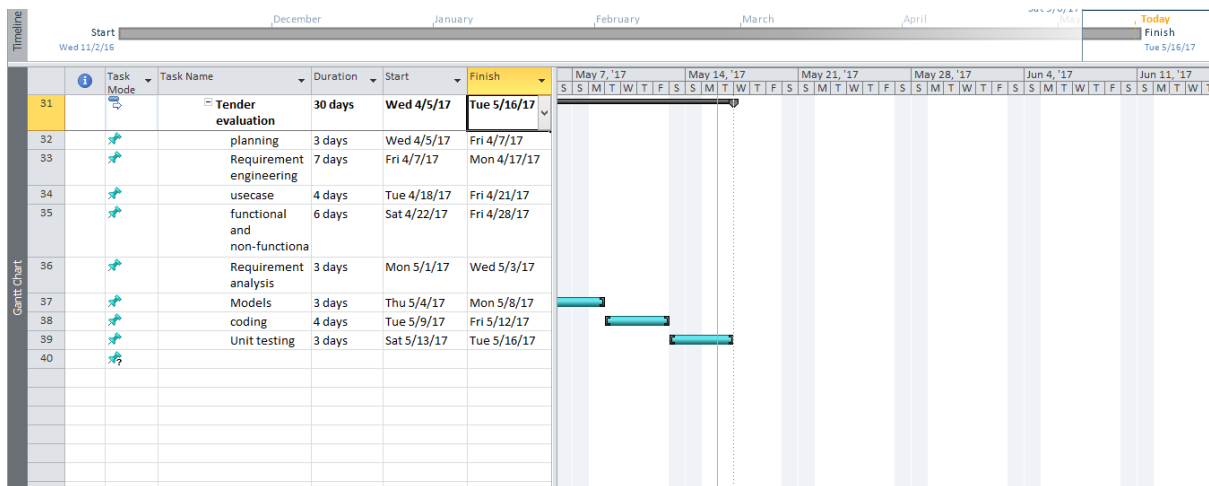 Timeline
December January February March April May Today
Start Finish
Wed 11/2/16 Tue 5/16/17
Gantt Chart
Task Mode Task Name Duration Start Finish
May 7, '17 May 14, '17 May 21, '17 May 28, '17 Jun 4, '17 Jun 11, '17
S S M T W T F S S M T W T F S S M T W T F S S M T W T F S S M T W T F S S M T W T
31 Tender evaluation 30 days Wed 4/5/17 Tue 5/16/17
32 planning 3 days Wed 4/5/17 Fri 4/7/17
33 Requirement engineering 7 days Fri 4/7/17 Mon 4/17/17
34 usecase 4 days Tue 4/18/17 Fri 4/21/17
35 functional and non-functiona 6 days Sat 4/22/17 Fri 4/28/17
36 Requirement analysis 3 days Mon 5/1/17 Wed 5/3/17
37 Models 3 days Thu 5/4/17 Mon 5/8/17
38 coding 4 days Tue 5/9/17 Fri 5/12/17
39 Unit testing 3 days Sat 5/13/17 Tue 5/16/17
40 ?